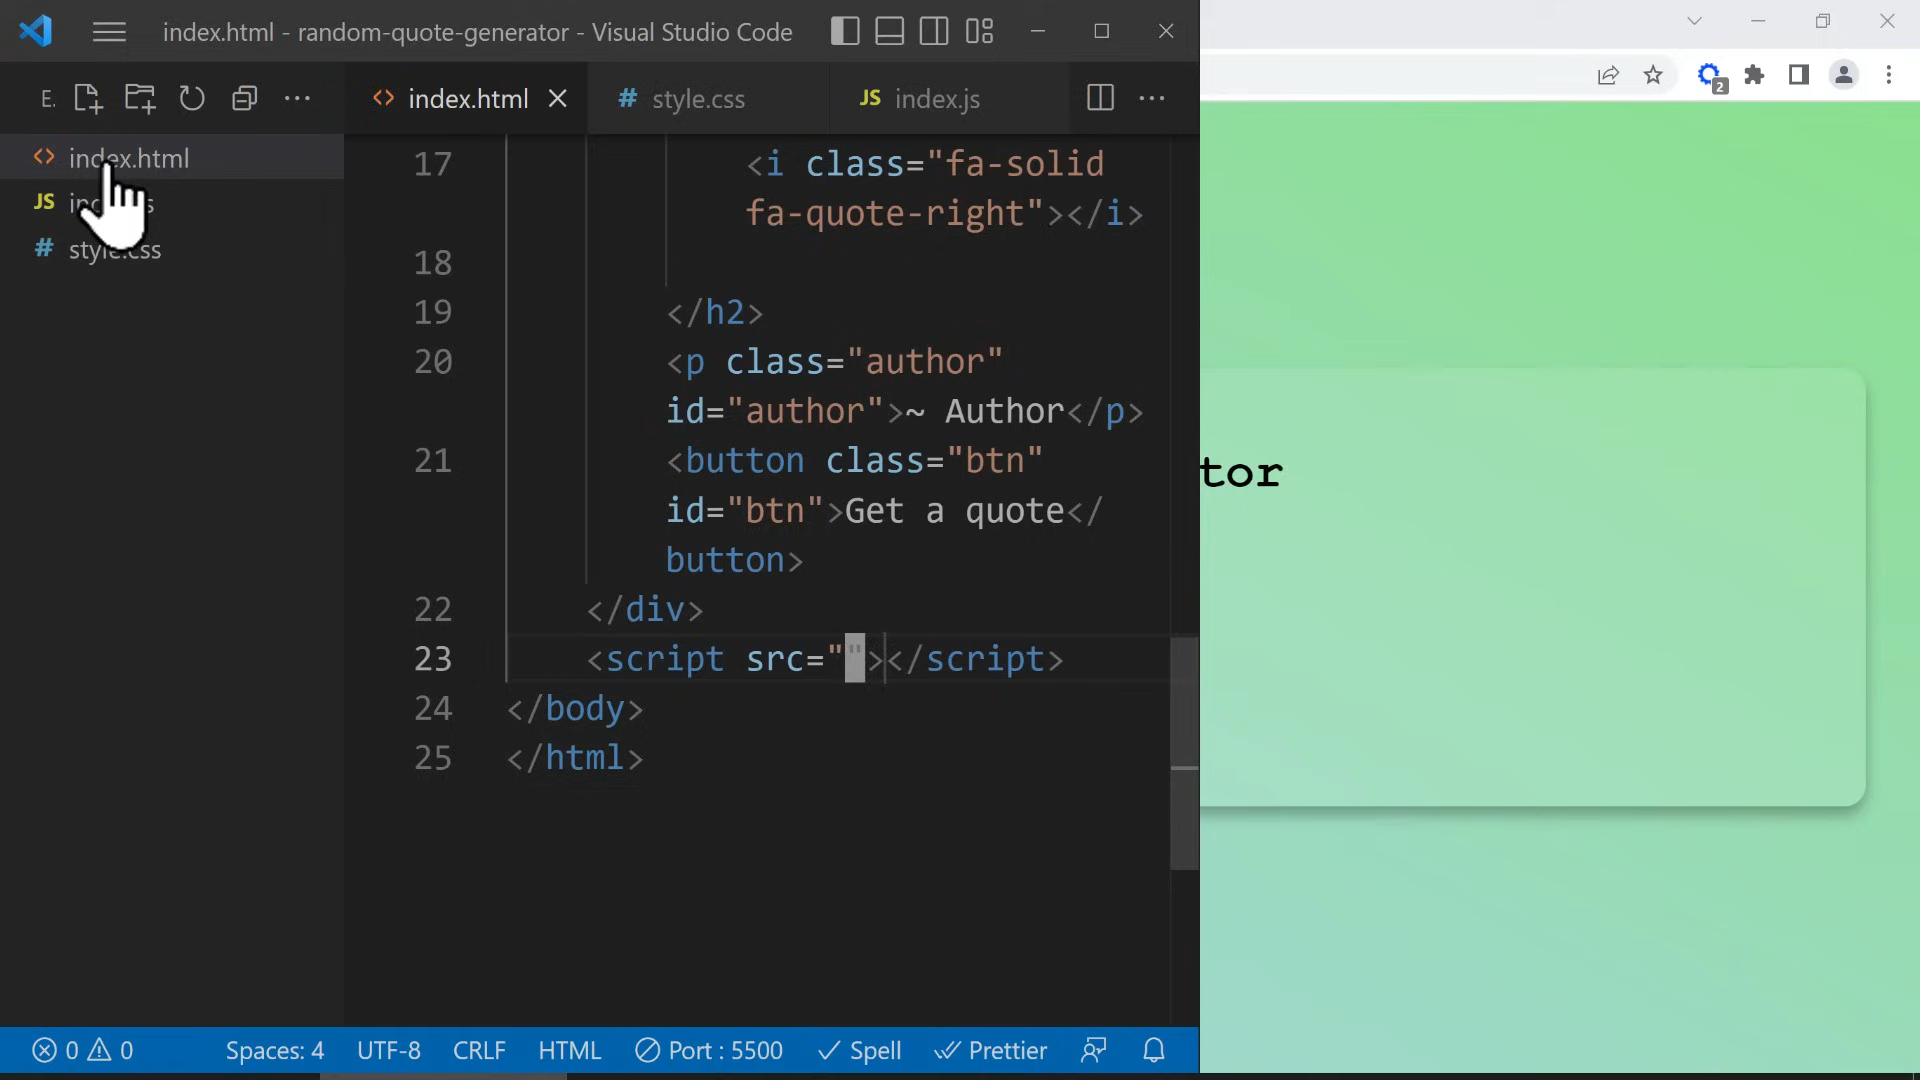 index.html - random-quote-generator - Visual Studio Code
E.
index.html
# style.css
JS index.js
2
index.html
JS
# style.css
17 <i class="fa-solid
fa-quote-right"></i>
18
19 </h2>
20 <p class="author"
id="author">~ Author</p>
21 <button class="btn"
id="btn">Get a quote</
button>
22 </div>
23 <script src=""></script>
24 </body>
25 </html>
tor
0 0 Spaces: 4 UTF-8 CRLF HTML Port : 5500 Spell Prettier